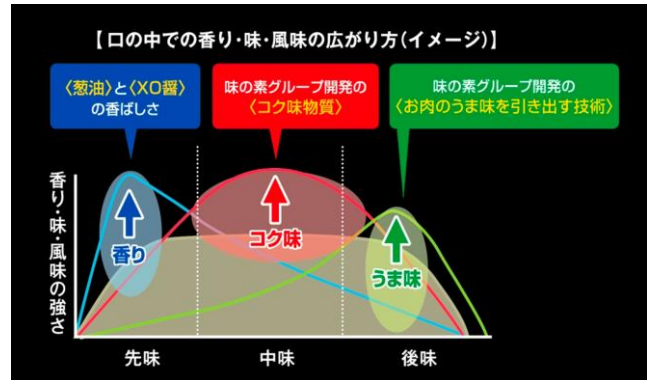 【口の中での香り・味・風味の広がり方(イメージ)】
〈葱油〉と〈XO醤〉
の香ばしさ
味の素グループ開発の
〈コク味物質〉
味の素グループ開発の
〈お肉のうま味を引き出す技術〉
香り・味・風味の強さ
香り
コク味
うま味
先味
中味
後味